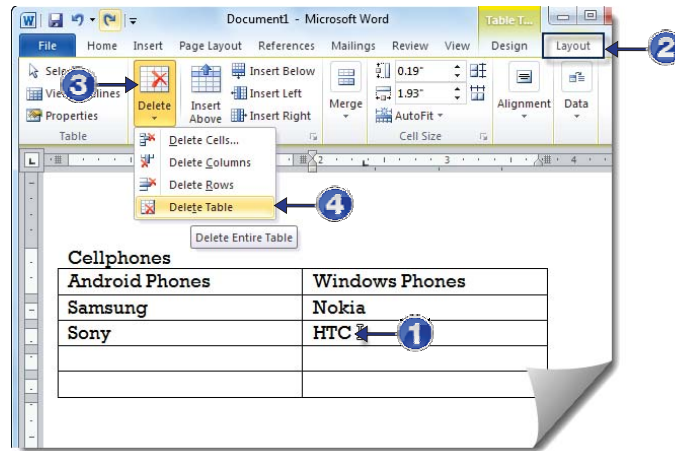 W
Document1 - Microsoft Word
Table T...
File Home Insert Page Layout References Mailings Review View Design Layout
2
3
Properties
Table
Delete
Insert Above
Insert Below
Insert Left
Insert Right
Merge
0.19"
1.93"
AutoFit
Cell Size
Alignment
Data
Delete Cells...
Delete Columns
Delete Rows
Delete Table
4
Delete Entire Table
L
2 3 4
Cellphones
Android Phones Windows Phones
Samsung Nokia
Sony HTC
1